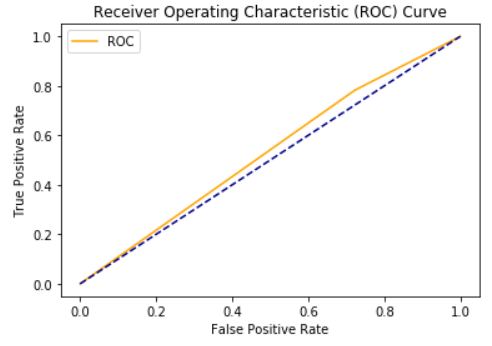 Receiver Operating Characteristic (ROC) Curve
ROC
True Positive Rate
1.0
0.8
0.6
0.4
0.2
0.0
0.0 0.2 0.4 0.6 0.8 1.0
False Positive Rate